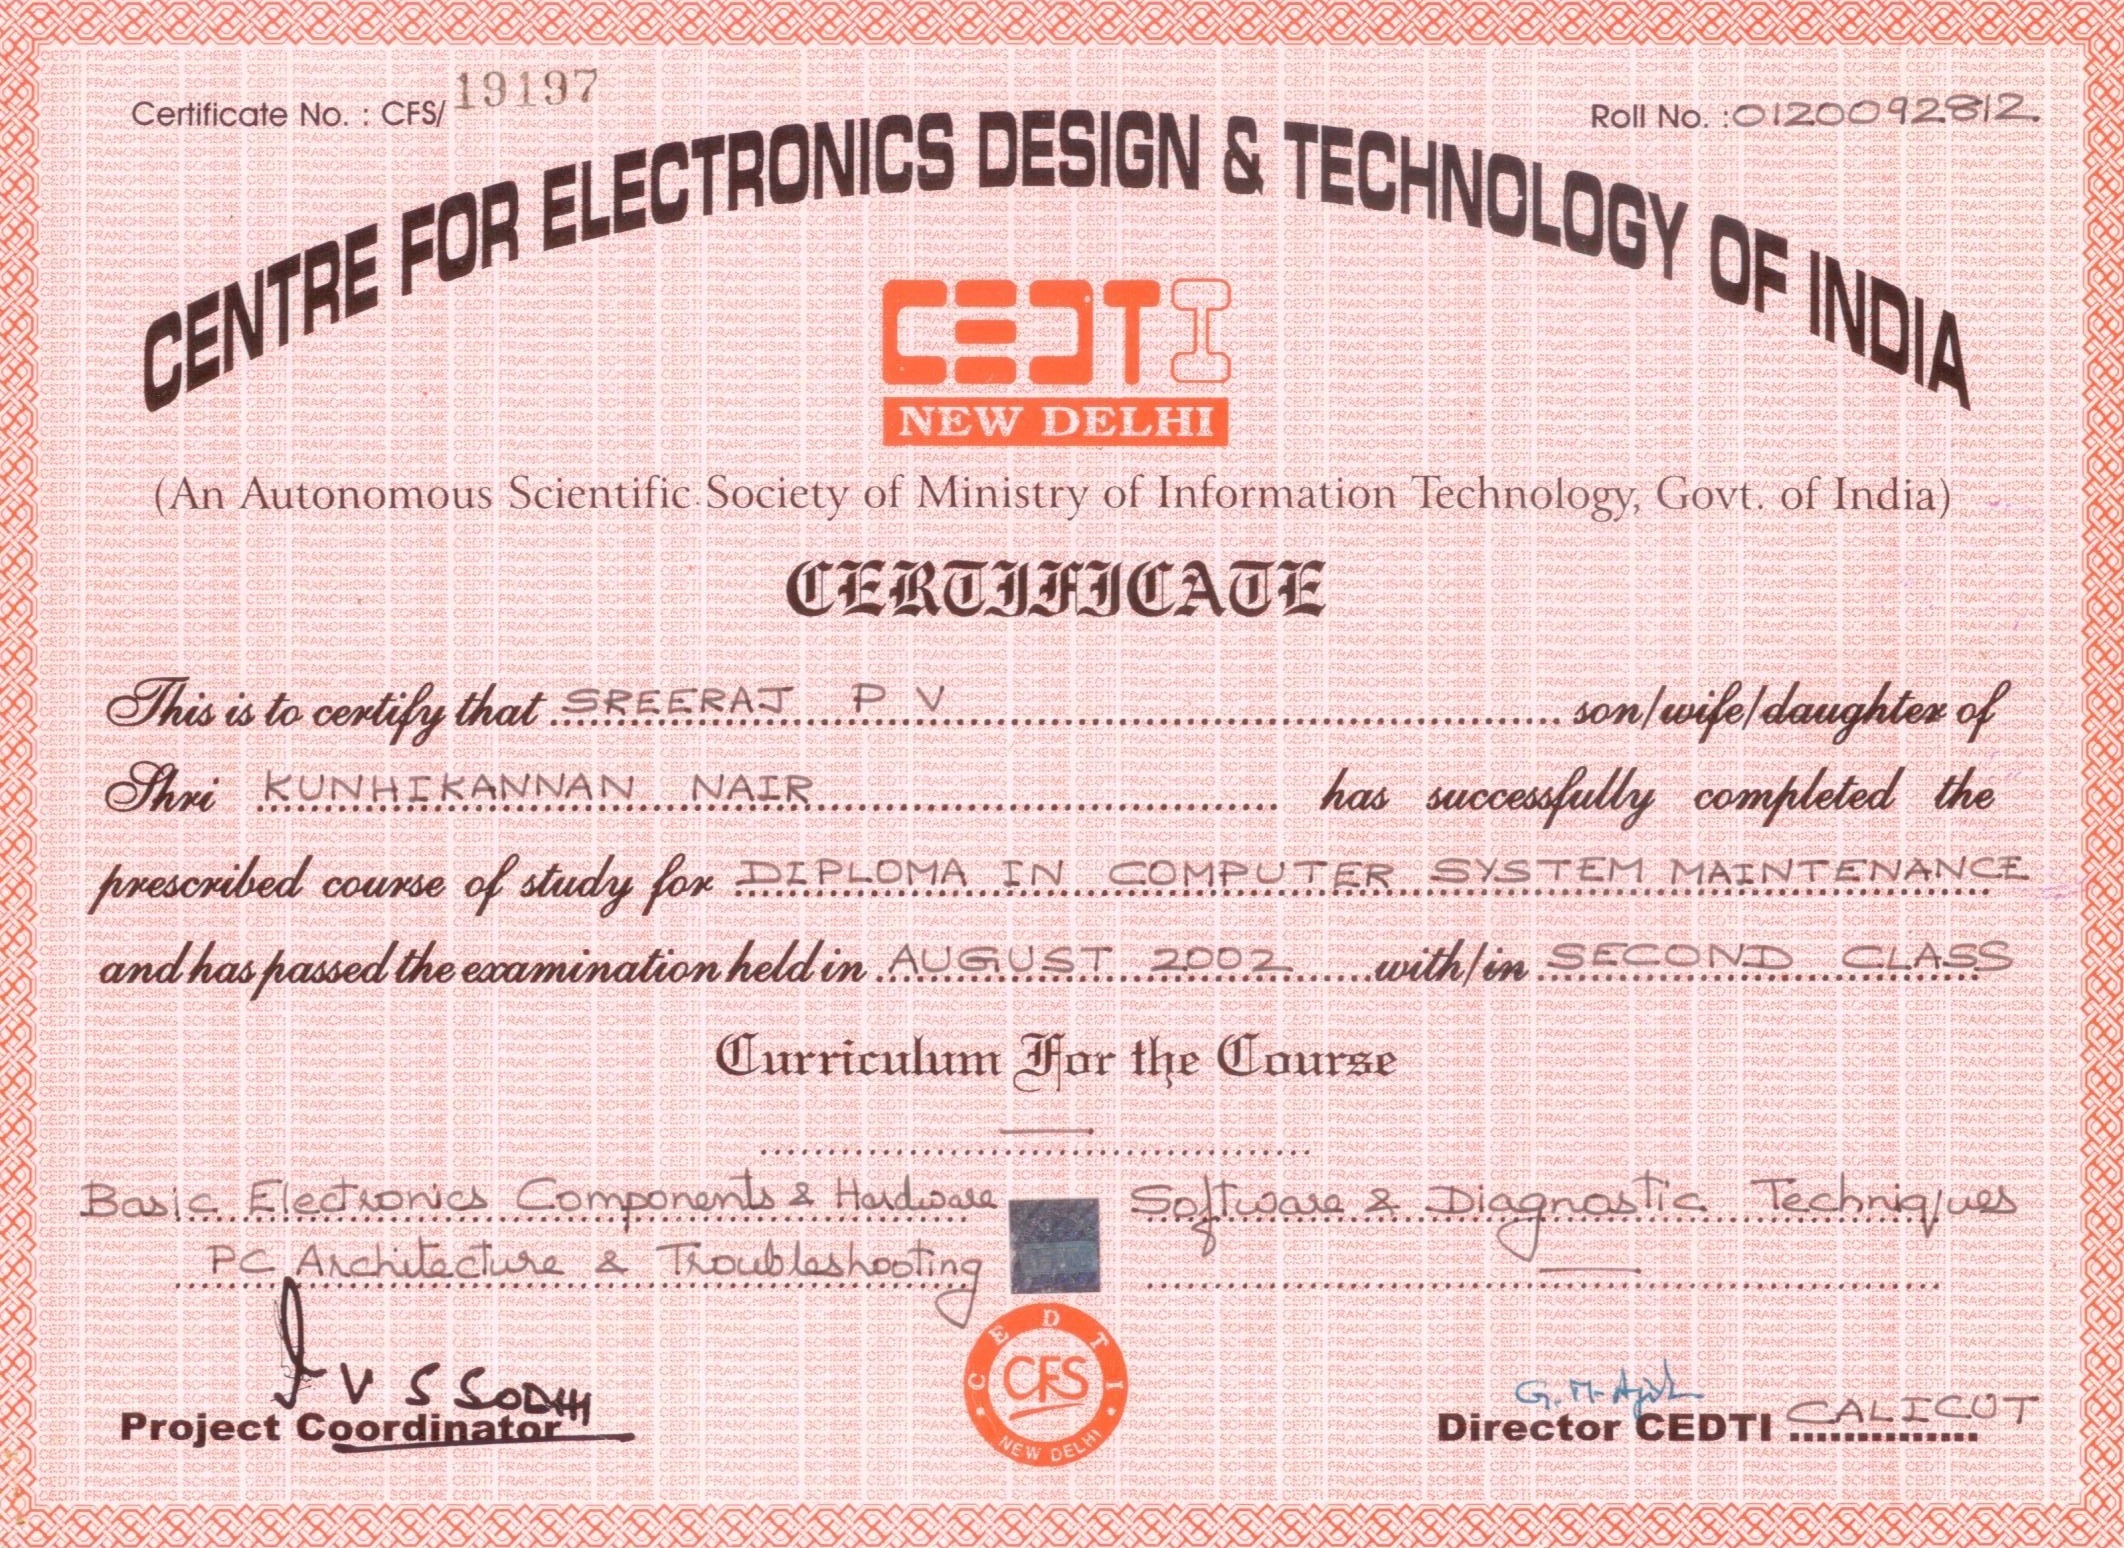 Certificate No. : CFS/ 19197
Roll No. : 0120092812
CENTRE FOR ELECTRONICS DESIGN & TECHNOLOGY OF INDIA
CEDTI
NEW DELHI
(An Autonomous Scientific Society of Ministry of Information Technology, Govt. of India)
CERTIFICATE
This is to certify that SREERAJ P V son/wife/daughter of
Shri KUNHIKANNAN NAIR has successfully completed the
prescribed course of study for DIPLOMA IN COMPUTER SYSTEM MAINTENANCE
and has passed the examination held in AUGUST 2002 with/in SECOND CLASS
Curriculum For the Course
Basic Electronics Components & Hardware Software & Diagnostic Techniques
PC Architecture & Troubleshooting
V S SODHI
Project Coordinator
CEDTI
CFS
NEW DELHI
Director CEDTI CALICUT